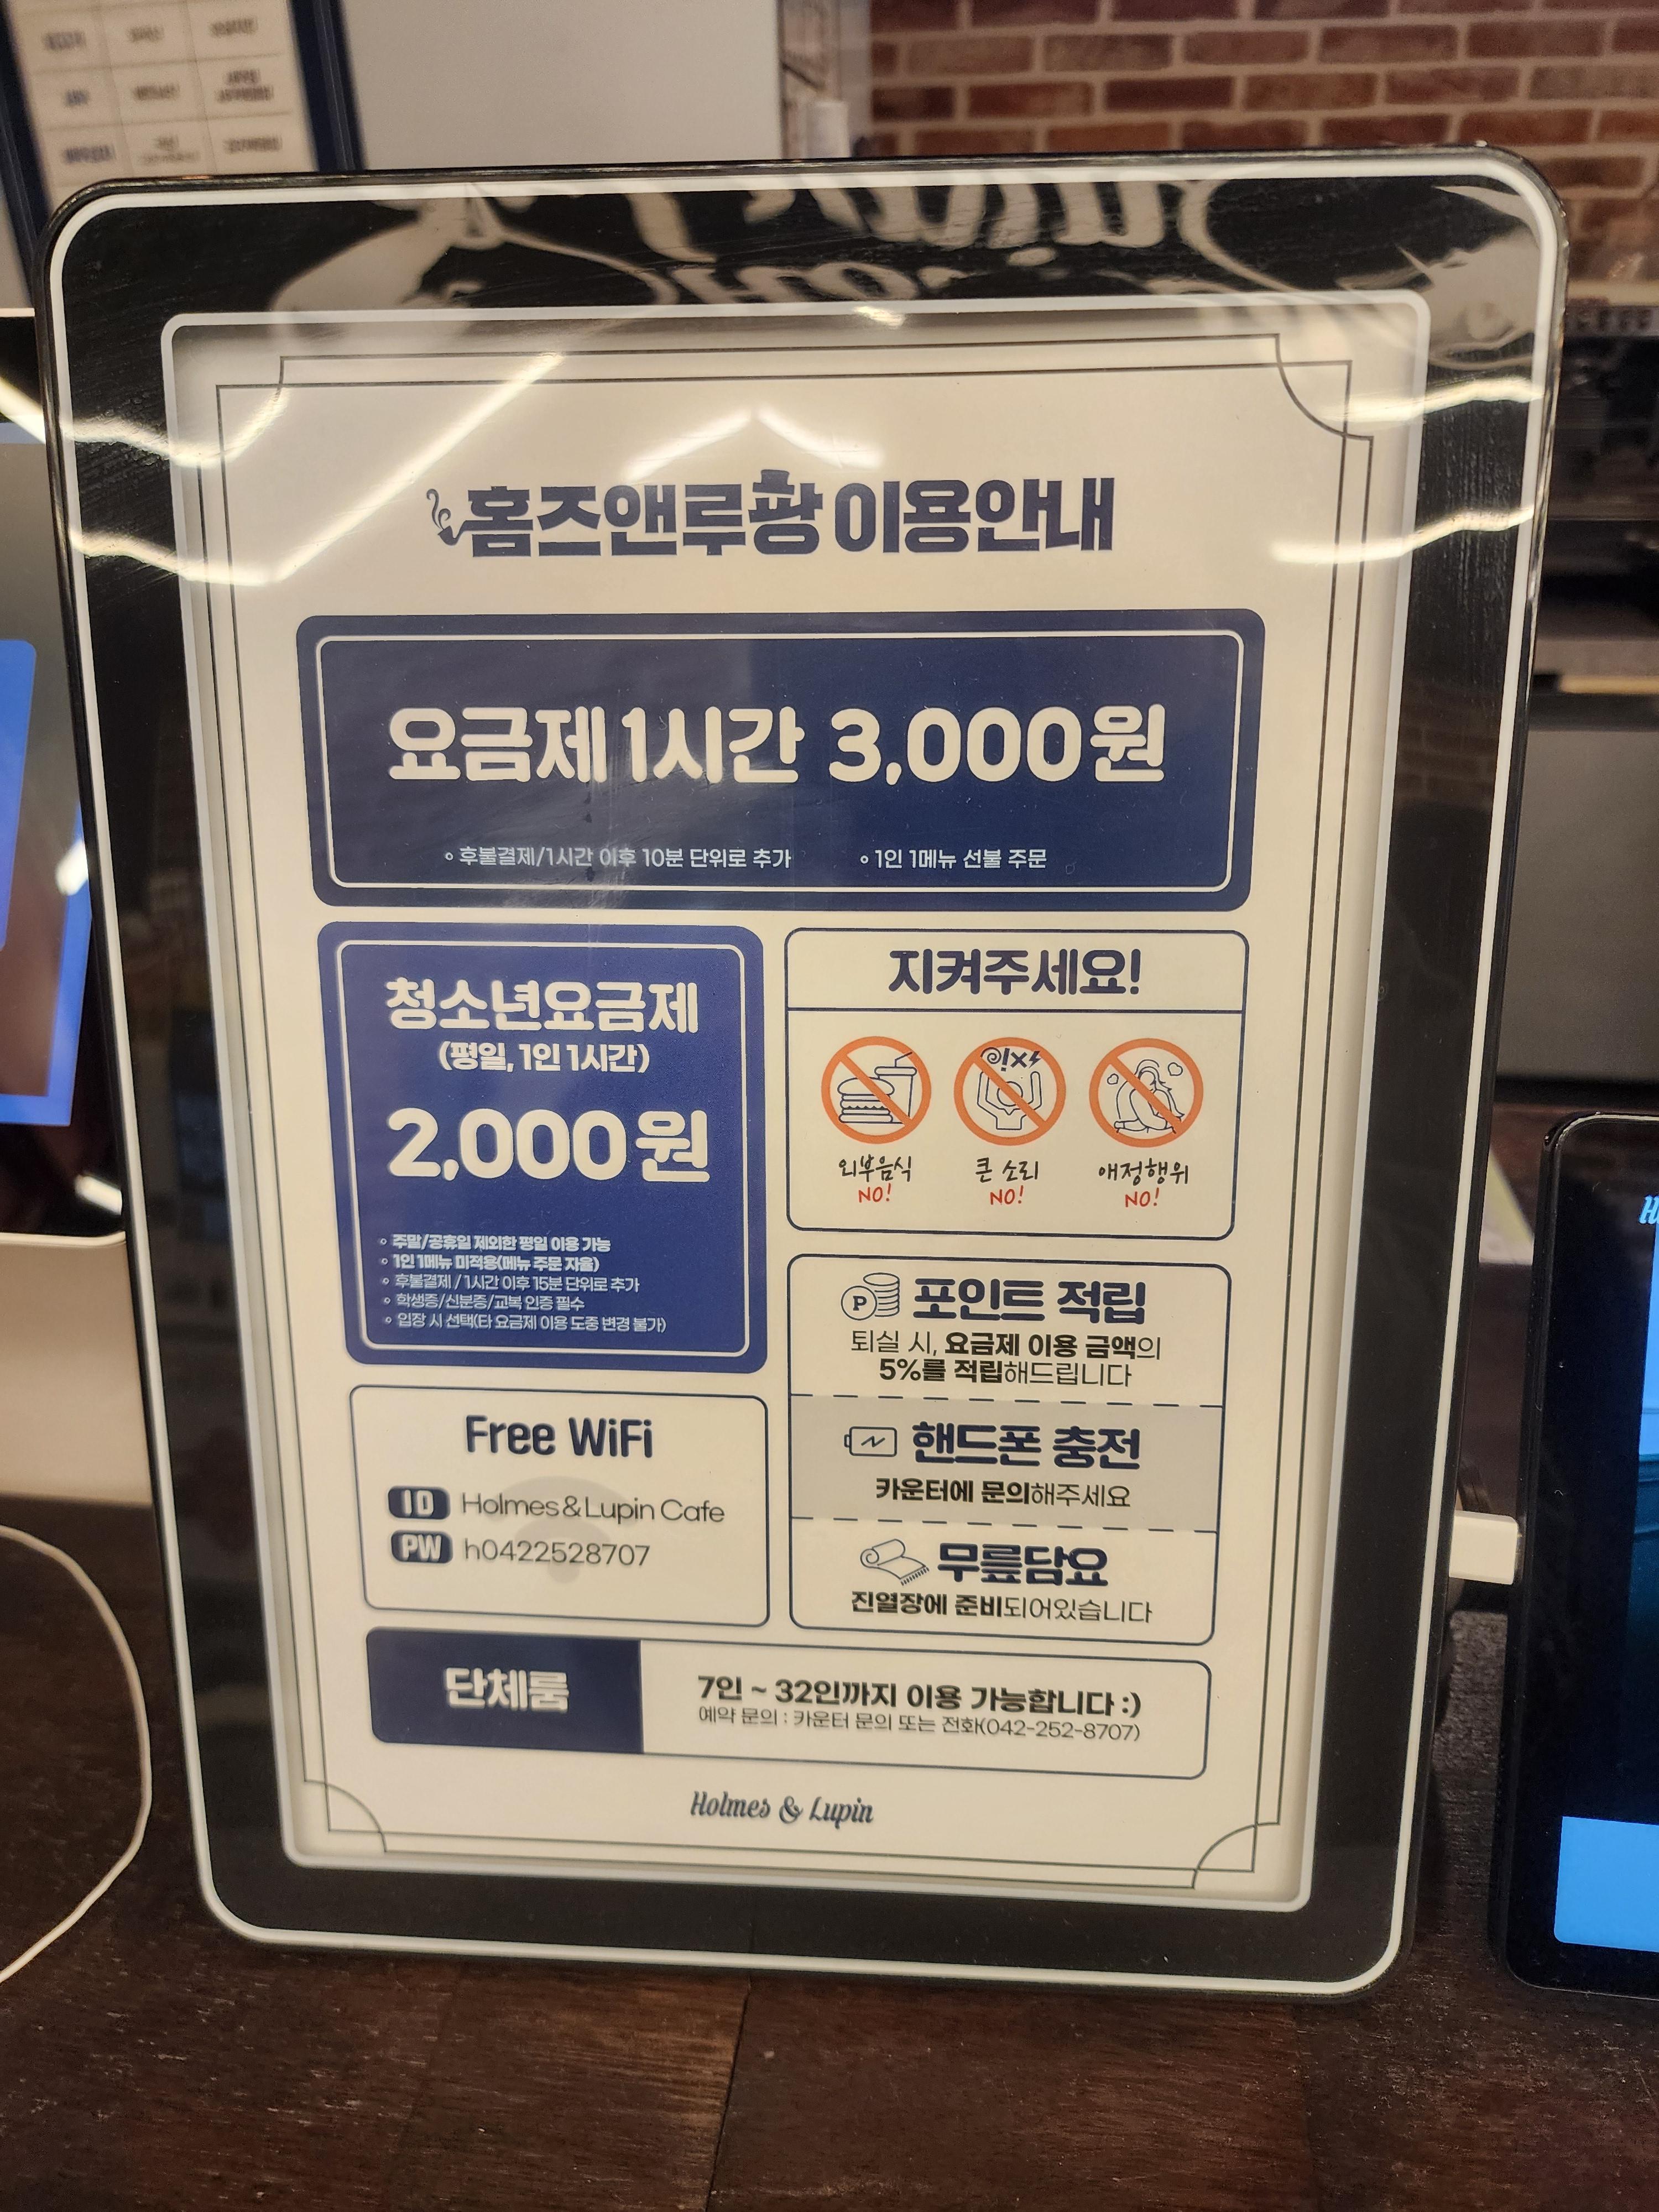 홈즈앤루팡 이용안내
요금제 1시간 3,000원
◦ 후불결제/1시간 이후 10분 단위로 추가
◦ 1인 1메뉴 선불 주문
청소년요금제
(평일, 1인 1시간)
2,000원
◦ 주말/공휴일 제외한 평일 이용 가능
◦ 1인 1메뉴 미적용(메뉴 주문 자율)
◦ 후불결제 / 1시간 이후 15분 단위로 추가
◦ 학생증/신분증/교복 인증 필수
◦ 입장 시 선택(타 요금제 이용 도중 변경 불가)
지켜주세요!
외부음식
NO!
큰 소리
NO!
애정행위
NO!
P 포인트 적립
퇴실 시, 요금제 이용 금액의
5%를 적립해드립니다
핸드폰 충전
카운터에 문의해주세요
무릎담요
진열장에 준비되어있습니다
Free WiFi
ID Holmes&Lupin Cafe
PW h0422528707
단체룸
7인 ~ 32인까지 이용 가능합니다 :)
예약 문의 : 카운터 문의 또는 전화(042-252-8707)
Holmes & Lupin